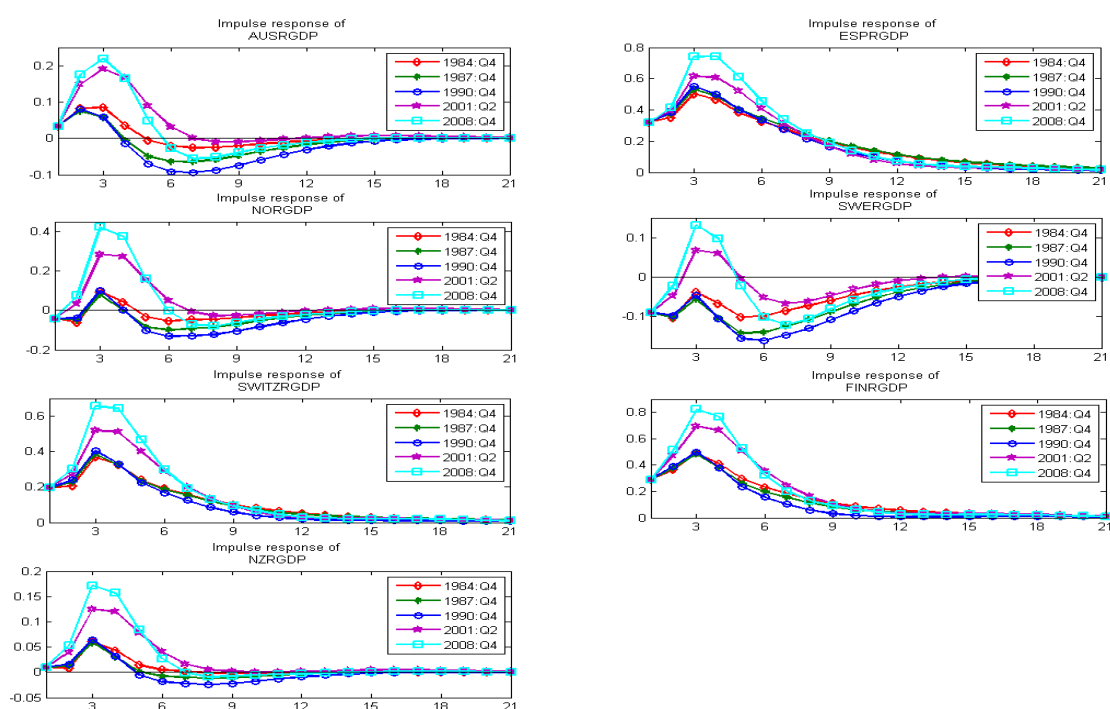 Impulse response of
AUSRGDP
0.2
0.1
0
-0.1
3 6 9 12 15 18 21
1984:Q4
1987:Q4
1990:Q4
2001:Q2
2008:Q4
Impulse response of
ESPRGDP
0.8
0.6
0.4
0.2
0
3 6 9 12 15 18 21
1984:Q4
1987:Q4
1990:Q4
2001:Q2
2008:Q4
Impulse response of
NORGDP
0.4
0.2
0
-0.2
3 6 9 12 15 18 21
1984:Q4
1987:Q4
1990:Q4
2001:Q2
2008:Q4
Impulse response of
SWERGDP
0.1
0
-0.1
3 6 9 12 15 18 21
1984:Q4
1987:Q4
1990:Q4
2001:Q2
2008:Q4
Impulse response of
SWITZRGDP
0.6
0.4
0.2
0
3 6 9 12 15 18 21
1984:Q4
1987:Q4
1990:Q4
2001:Q2
2008:Q4
Impulse response of
FINRGDP
0.8
0.6
0.4
0.2
0
3 6 9 12 15 18 21
1984:Q4
1987:Q4
1990:Q4
2001:Q2
2008:Q4
Impulse response of
NZRGDP
0.2
0.15
0.1
0.05
0
-0.05
3 6 9 12 15 18 21
1984:Q4
1987:Q4
1990:Q4
2001:Q2
2008:Q4